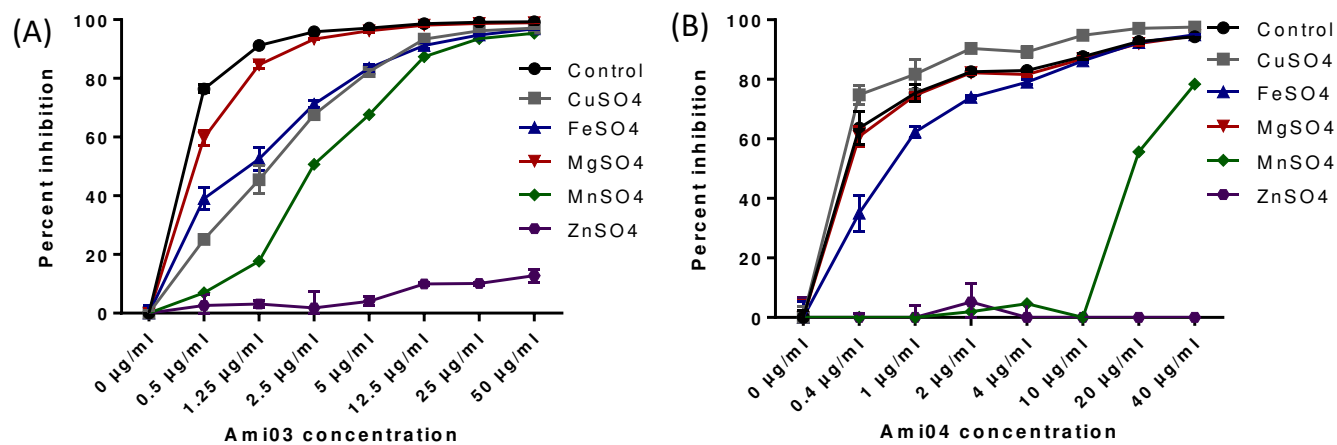 (A)
Percent inhibition
100
80
60
40
20
0
0 µg/ml
0.5 µg/ml
1.25 µg/ml
2.5 µg/ml
5 µg/ml
12.5 µg/ml
25 µg/ml
50 µg/ml
Ami03 concentration
Control
CuSO4
FeSO4
MgSO4
MnSO4
ZnSO4
(B)
Percent inhibition
100
80
60
40
20
0
0 µg/ml
0.4 µg/ml
1 µg/ml
2 µg/ml
4 µg/ml
10 µg/ml
20 µg/ml
40 µg/ml
Ami04 concentration
Control
CuSO4
FeSO4
MgSO4
MnSO4
ZnSO4